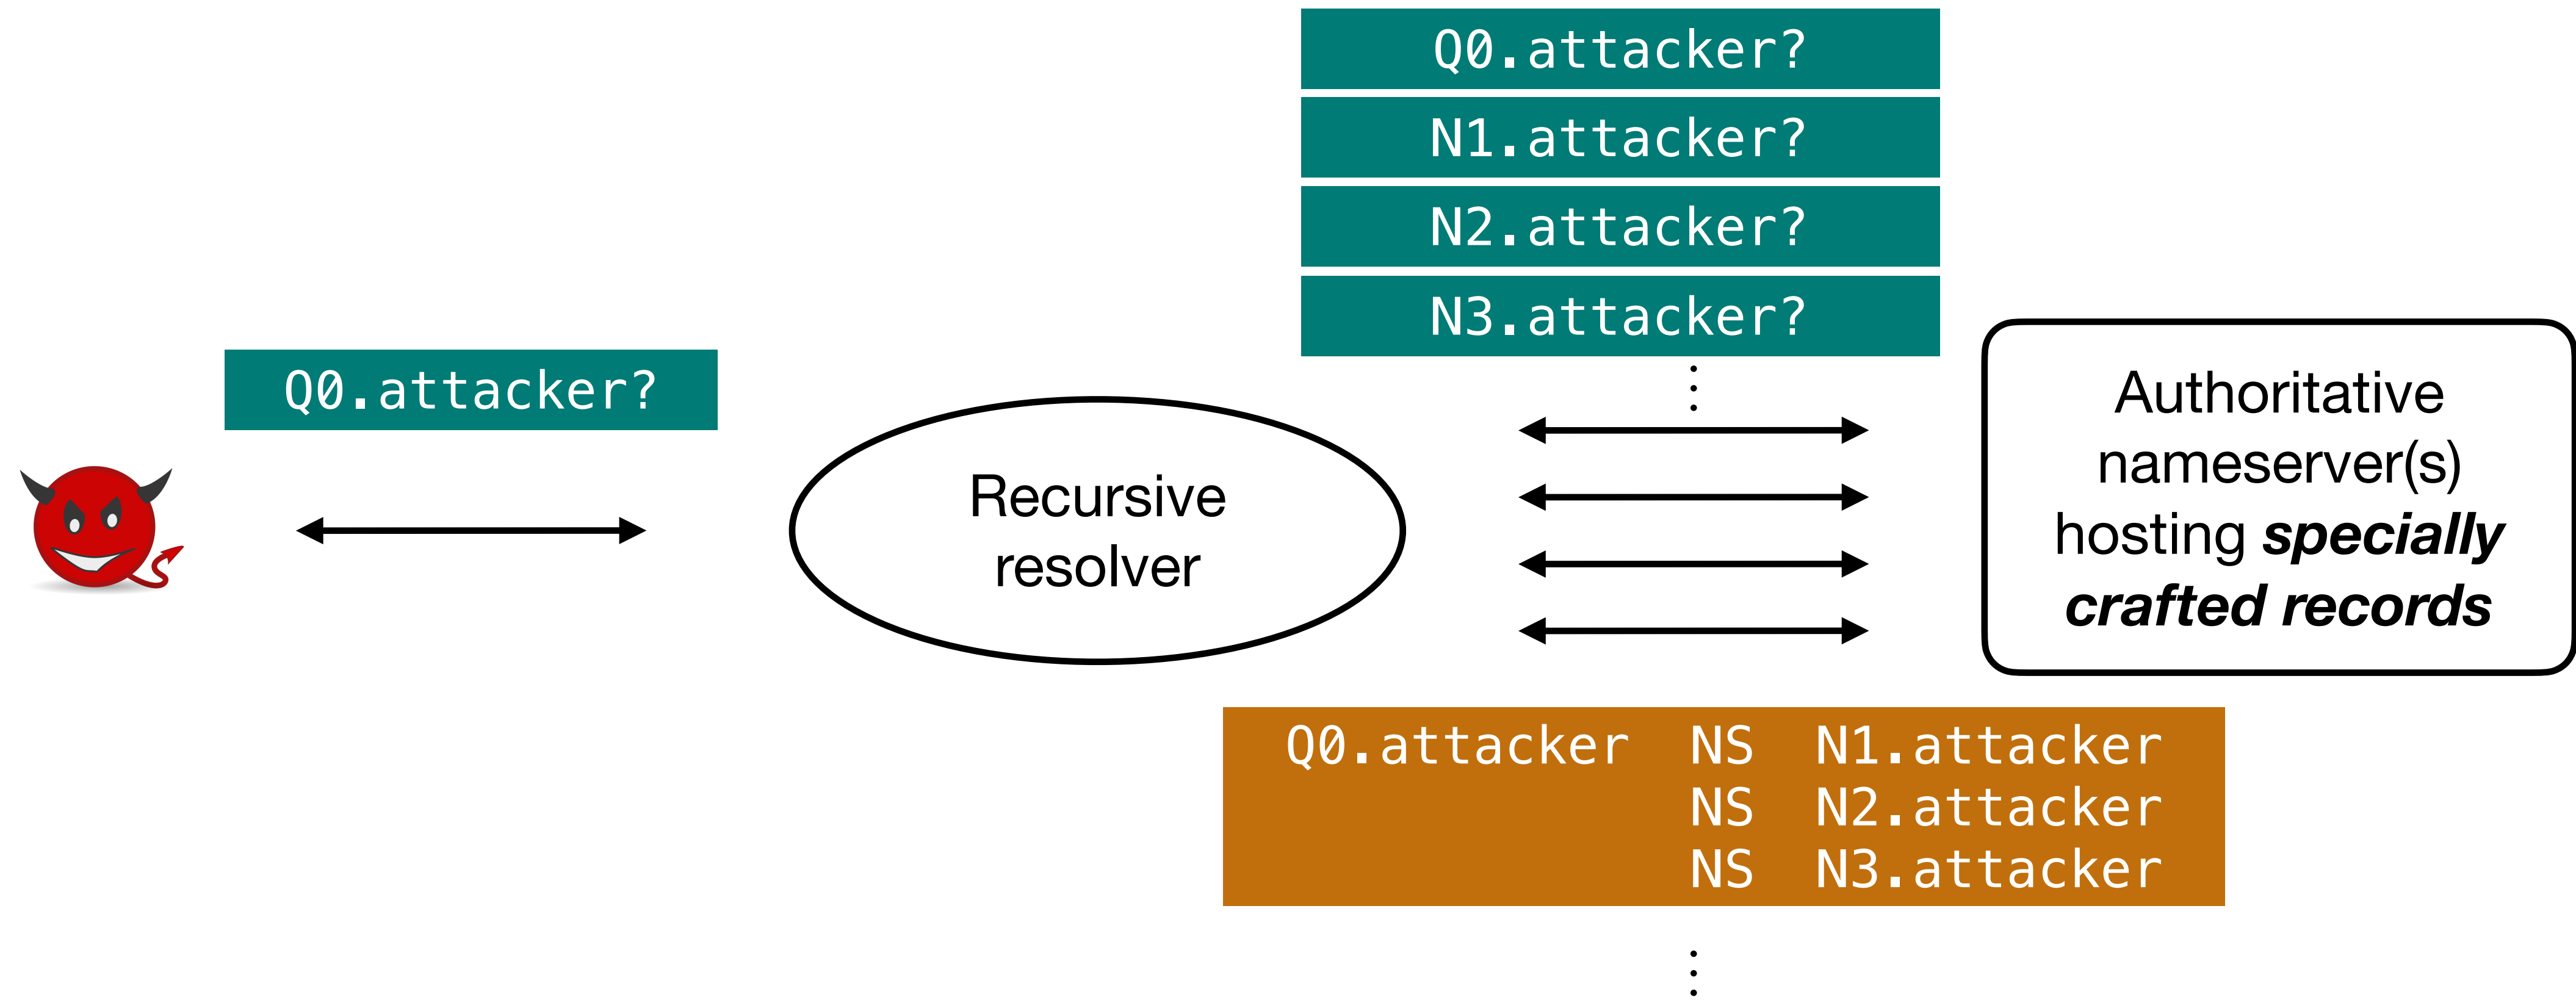 Q0.attacker?
N1.attacker?
N2.attacker?
N3.attacker?
Q0.attacker?
Recursive
resolver
Authoritative
nameserver(s)
hosting specially
crafted records
Q0.attacker NS N1.attacker
NS N2.attacker
NS N3.attacker